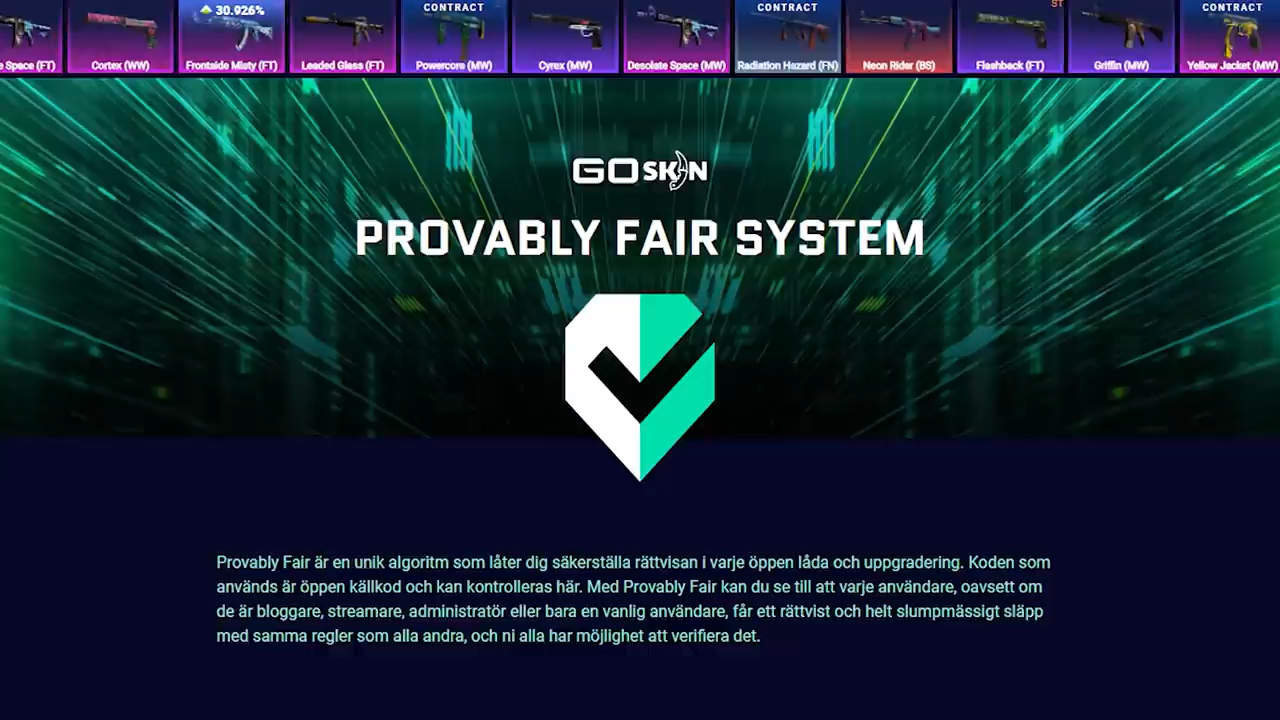 CONTRACT
CONTRACT
ST
CONTRACT
30.926%
e Space (FT)
Cortex (WW)
Frontside Misty (FT)
Leaded Glass (FT)
Powercore (MW)
Cyrex (MW)
Desolate Space (MW)
Radiation Hazard (FN)
Neon Rider (BS)
Flashback (FT)
Griffin (MW)
Yellow Jacket (MW)
GO SKIN
PROVABLY FAIR SYSTEM
Provably Fair är en unik algoritm som låter dig säkerställa rättvisan i varje öppen låda och uppgradering. Koden som
används är öppen källkod och kan kontrolleras här. Med Provably Fair kan du se till att varje användare, oavsett om
de är bloggare, streamare, administratör eller bara en vanlig användare, får ett rättvist och helt slumpmässigt släpp
med samma regler som alla andra, och ni alla har möjlighet att verifiera det.